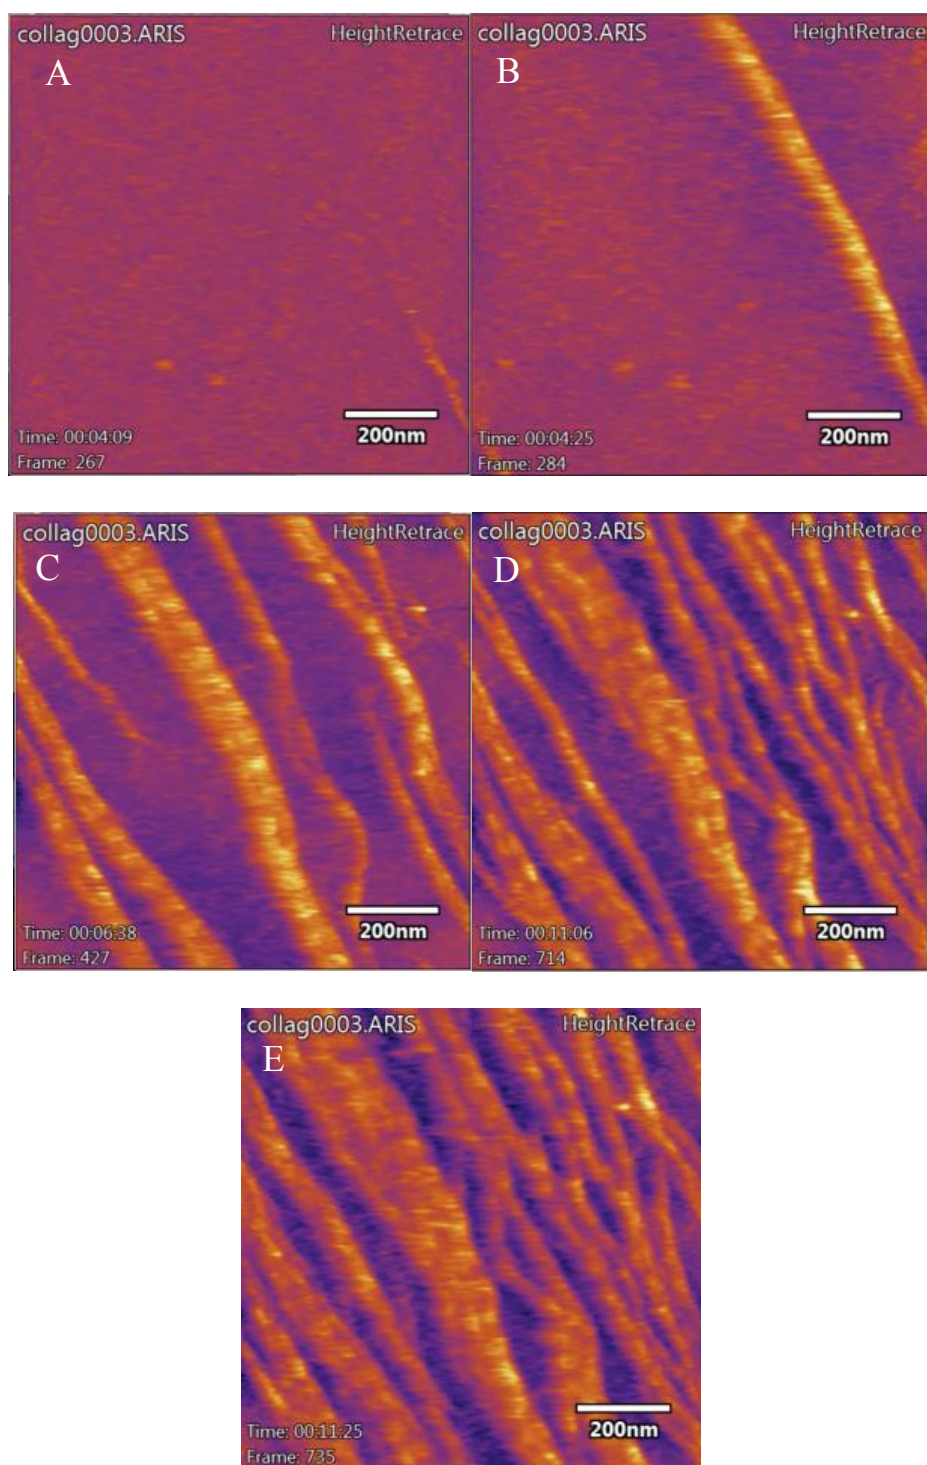 collag0003.ARIS HeightRetrace
A
200nm
Time: 00:04:09
Frame: 267
collag0003.ARIS HeightRetrace
B
200nm
Time: 00:04:25
Frame: 284
collag0003.ARIS HeightRetrace
C
200nm
Time: 00:06:38
Frame: 427
collag0003.ARIS HeightRetrace
D
200nm
Time: 00:11:06
Frame: 714
collag0003.ARIS HeightRetrace
E
200nm
Time: 00:11:25
Frame: 735